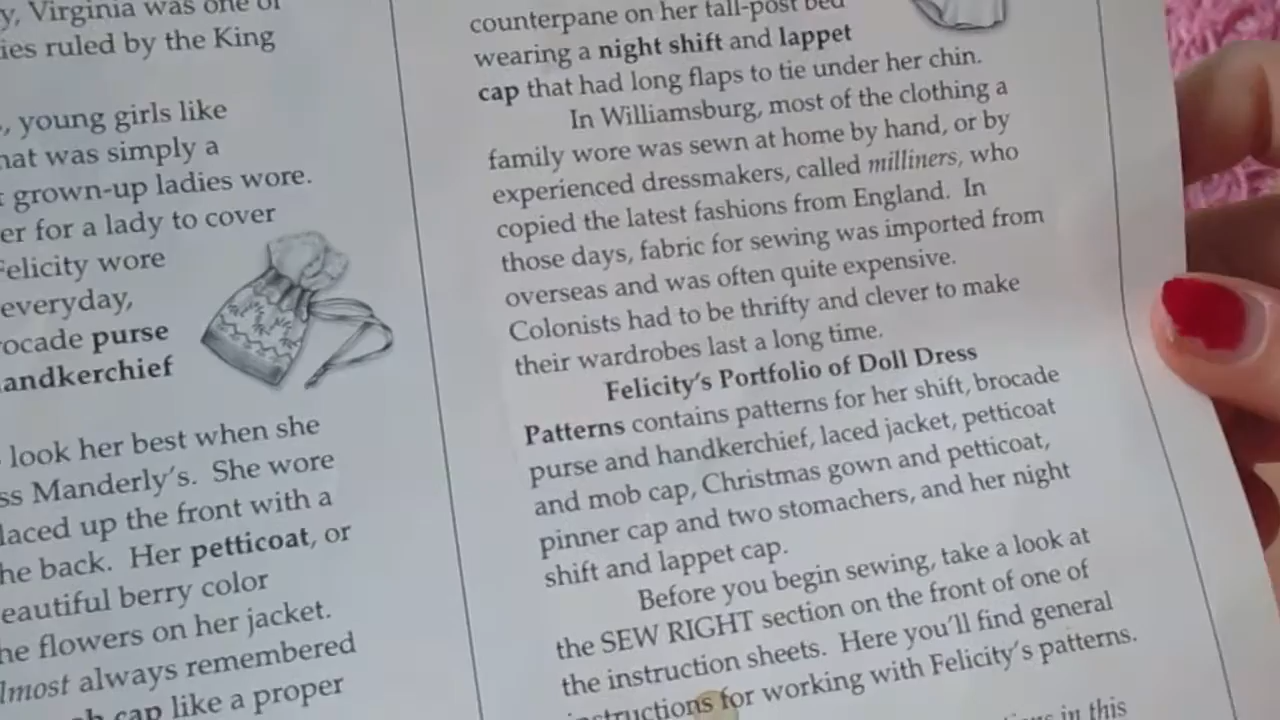 y, Virginia was one of
ies ruled by the King
, young girls like
hat was simply a
grown-up ladies wore.
er for a lady to cover
Felicity wore
everyday,
rocade purse
andkerchief
look her best when she
ss Manderly's. She wore
laced up the front with a
he back. Her petticoat, or
eautiful berry color
he flowers on her jacket.
lmost always remembered
cap like a proper
counterpane on her tall-post bed
wearing a night shift and lappet
cap that had long flaps to tie under her chin.
In Williamsburg, most of the clothing a
family wore was sewn at home by hand, or by
experienced dressmakers, called milliners, who
copied the latest fashions from England. In
those days, fabric for sewing was imported from
overseas and was often quite expensive.
Colonists had to be thrifty and clever to make
their wardrobes last a long time.
Felicity's Portfolio of Doll Dress
Patterns contains patterns for her shift, brocade
purse and handkerchief, laced jacket, petticoat
and mob cap, Christmas gown and petticoat,
pinner cap and two stomachers, and her night
shift and lappet cap.
Before you begin sewing, take a look at
the SEW RIGHT section on the front of one of
the instruction sheets. Here you'll find general
instructions for working with Felicity's patterns.
in this